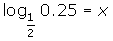 log½ 0.25 = x